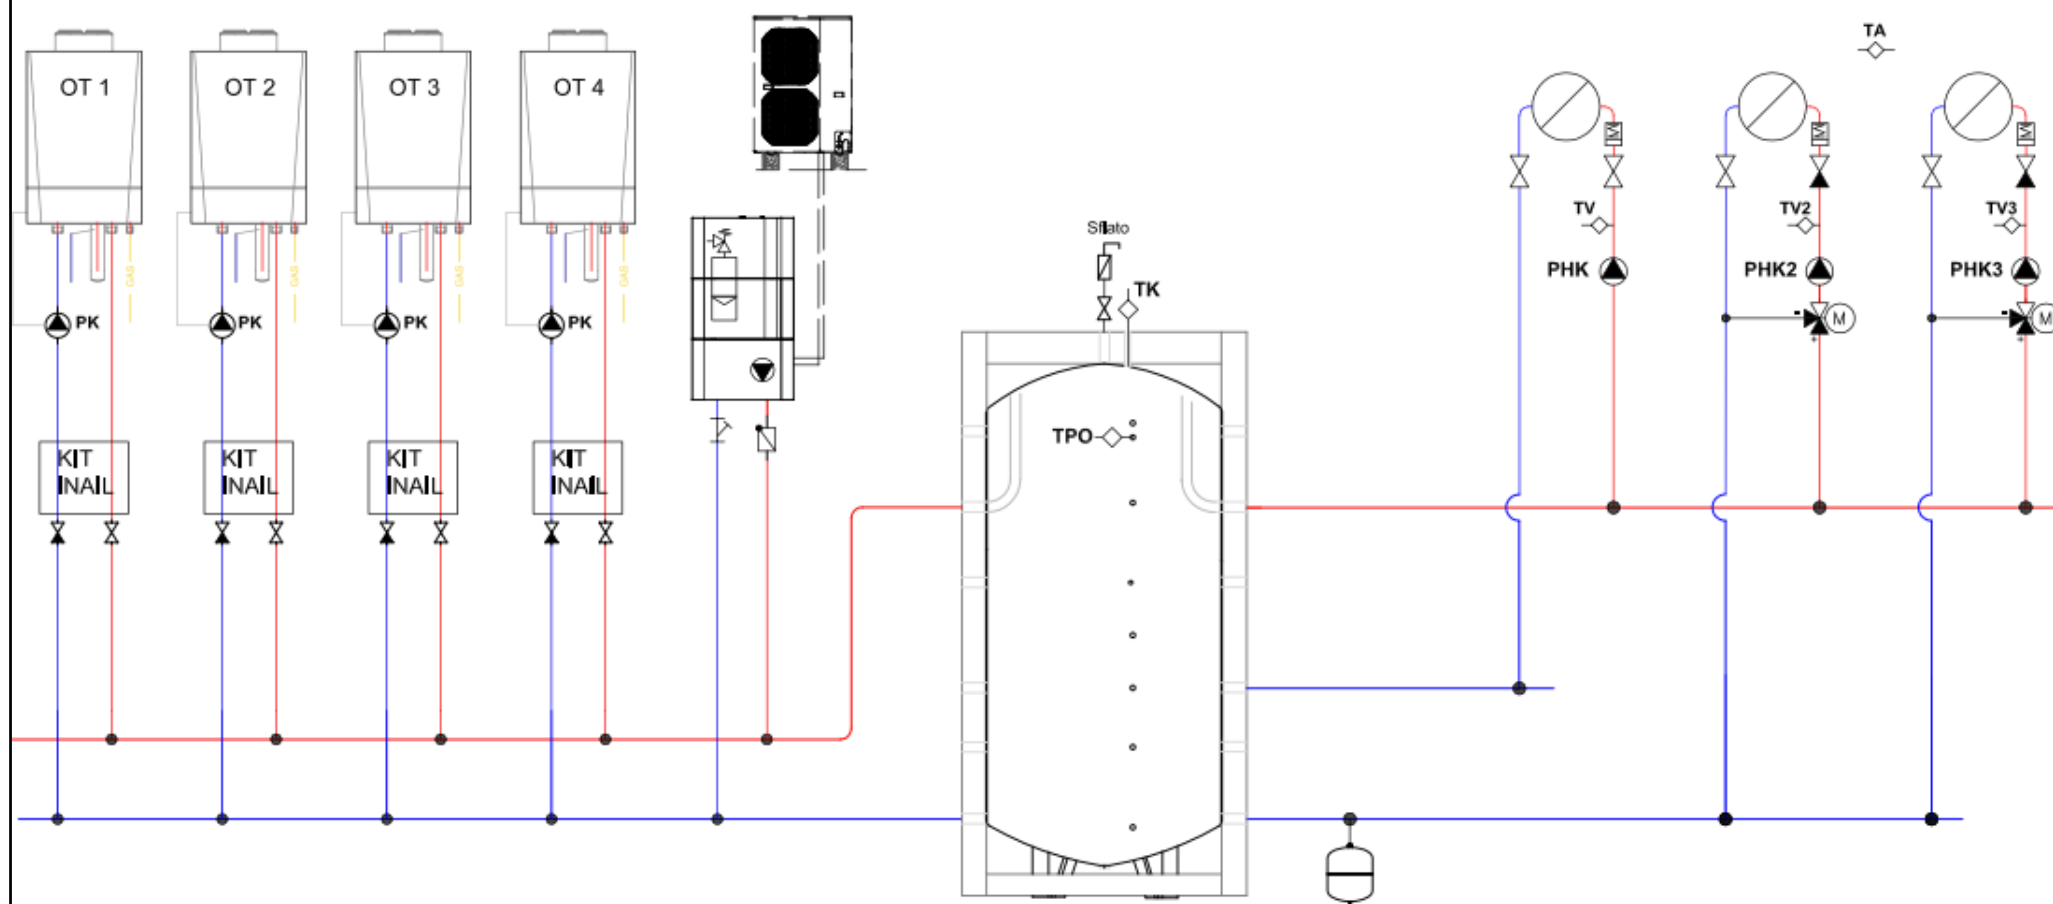 TA
OT 1
OT 2
OT 3
OT 4
TV
TV2
TV3
Sfiato
PHK
PHK2
PHK3
GAS
GAS
GAS
GAS
TK
PK
PK
PK
PK
M
M
TPO
KIT
INAIL
KIT
INAIL
KIT
INAIL
KIT
INAIL